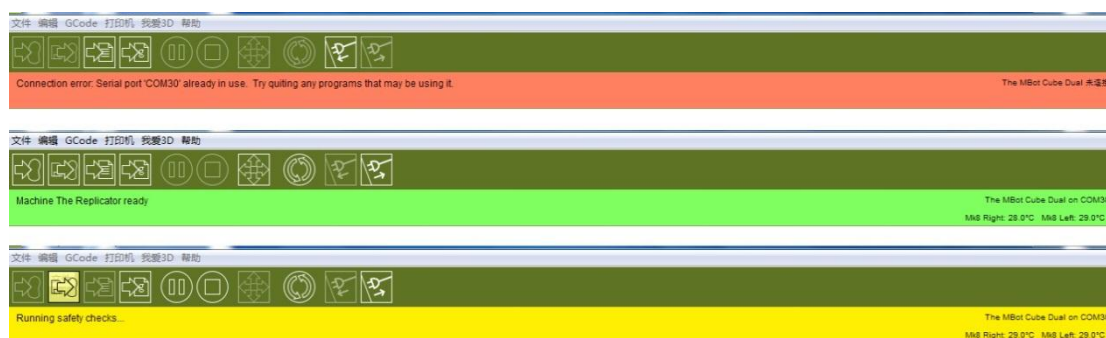 文件 编辑 GCode 打印机 我爱3D 帮助
Connection error: Serial port 'COM30' already in use. Try quiting any programs that may be using it.
The MBot Cube Dual 未连接
文件 编辑 GCode 打印机 我爱3D 帮助
Machine The Replicator ready
The MBot Cube Dual on COM30
Mk8 Right: 28.0°C Mk8 Left: 29.0°C
文件 编辑 GCode 打印机 我爱3D 帮助
Running safety checks...
The MBot Cube Dual on COM30
Mk8 Right: 29.0°C Mk8 Left: 29.0°C